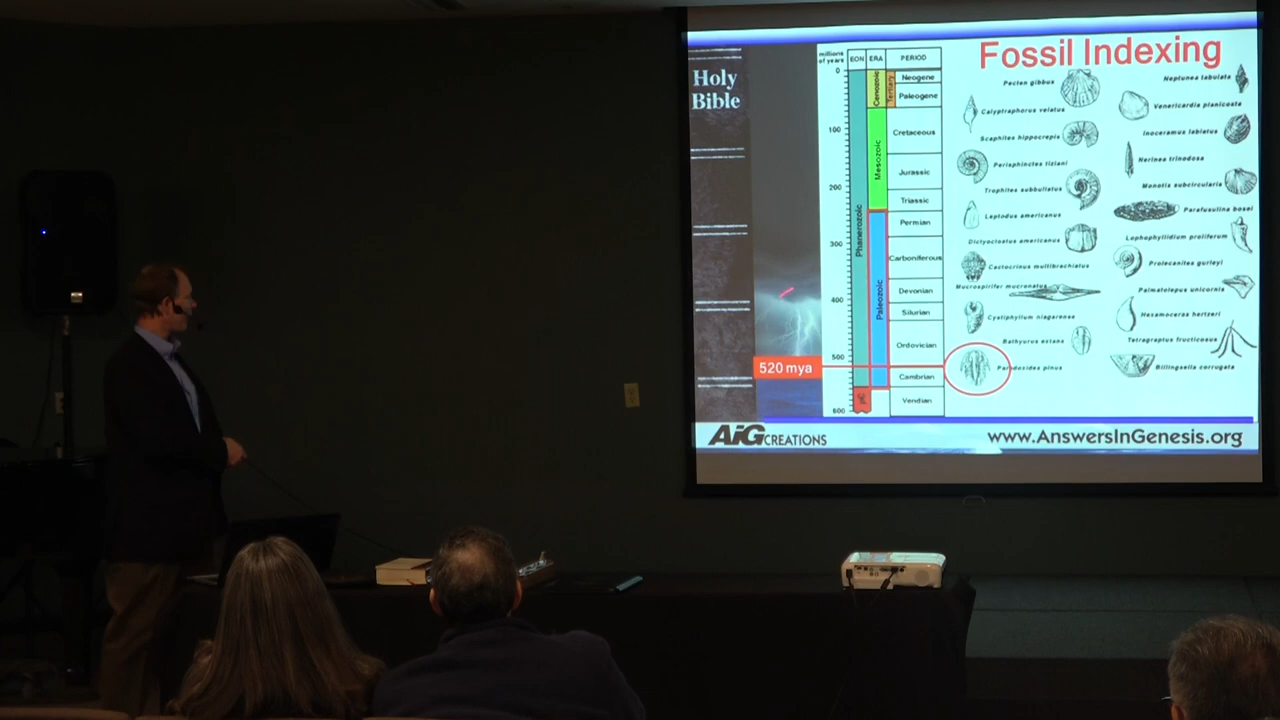 Fossil Indexing
Holy
Bible
millions
of years
EON
ERA
PERIOD
0
100
200
300
400
500
600
Phanerozoic
PC
Cenozoic
Mesozoic
Paleozoic
Tertiary
Neogene
Paleogene
Cretaceous
Jurassic
Triassic
Permian
Carboniferous
Devonian
Silurian
Ordovician
Cambrian
Vendian
520 mya
Pecten gibbus
Calyptraphorus velatus
Scaphites hippocrepis
Perisphinctes tiziani
Trophites subbullatus
Leptodus americanus
Dictyoclostus americanus
Castocrinus multibrachiatus
Mucrospirifer mucronatus
Cystiphyllum niagarense
Bathyurus extans
Paradoxides pinus
Neptunea tabulata
Venericardia planicosta
Inoceramus labiatus
Nerinea trinodosa
Monotis subcircularis
Parafusulina bosei
Lophophyllidium proliferum
Prolecanites gurleyi
Palmatolepus unicornis
Hexamoceras hertzeri
Tetragraptus fructicosus
Billingsella corrugata
AiG CREATIONS
www.AnswersInGenesis.org